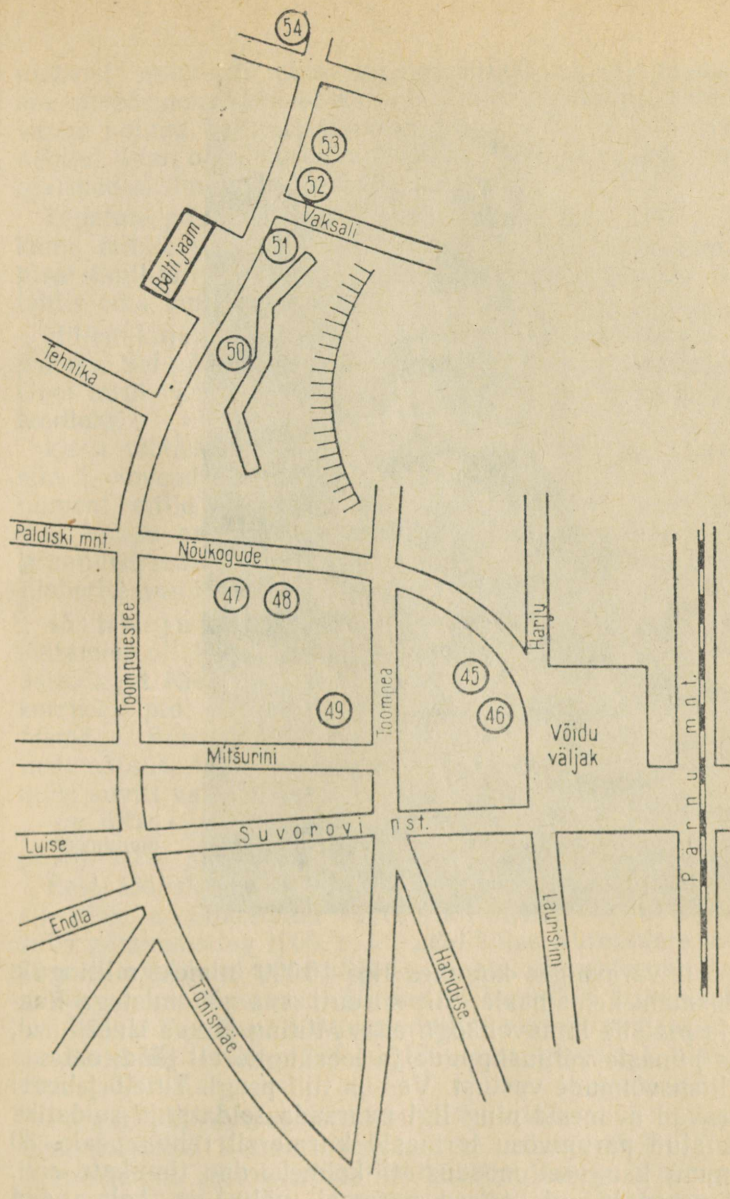 54
53
52
Vaksali
51
Balti jaam
50
Tehnika
Paldiski mnt.
Nõukogude
47
48
Toompuiestee
Toompea
Harju
45
49
46
Võidu
väljak
Pärnu mnt.
Mitšurini
Suvorovi pst.
Luise
Endla
Tõnismäe
Hariduse
Lauristini